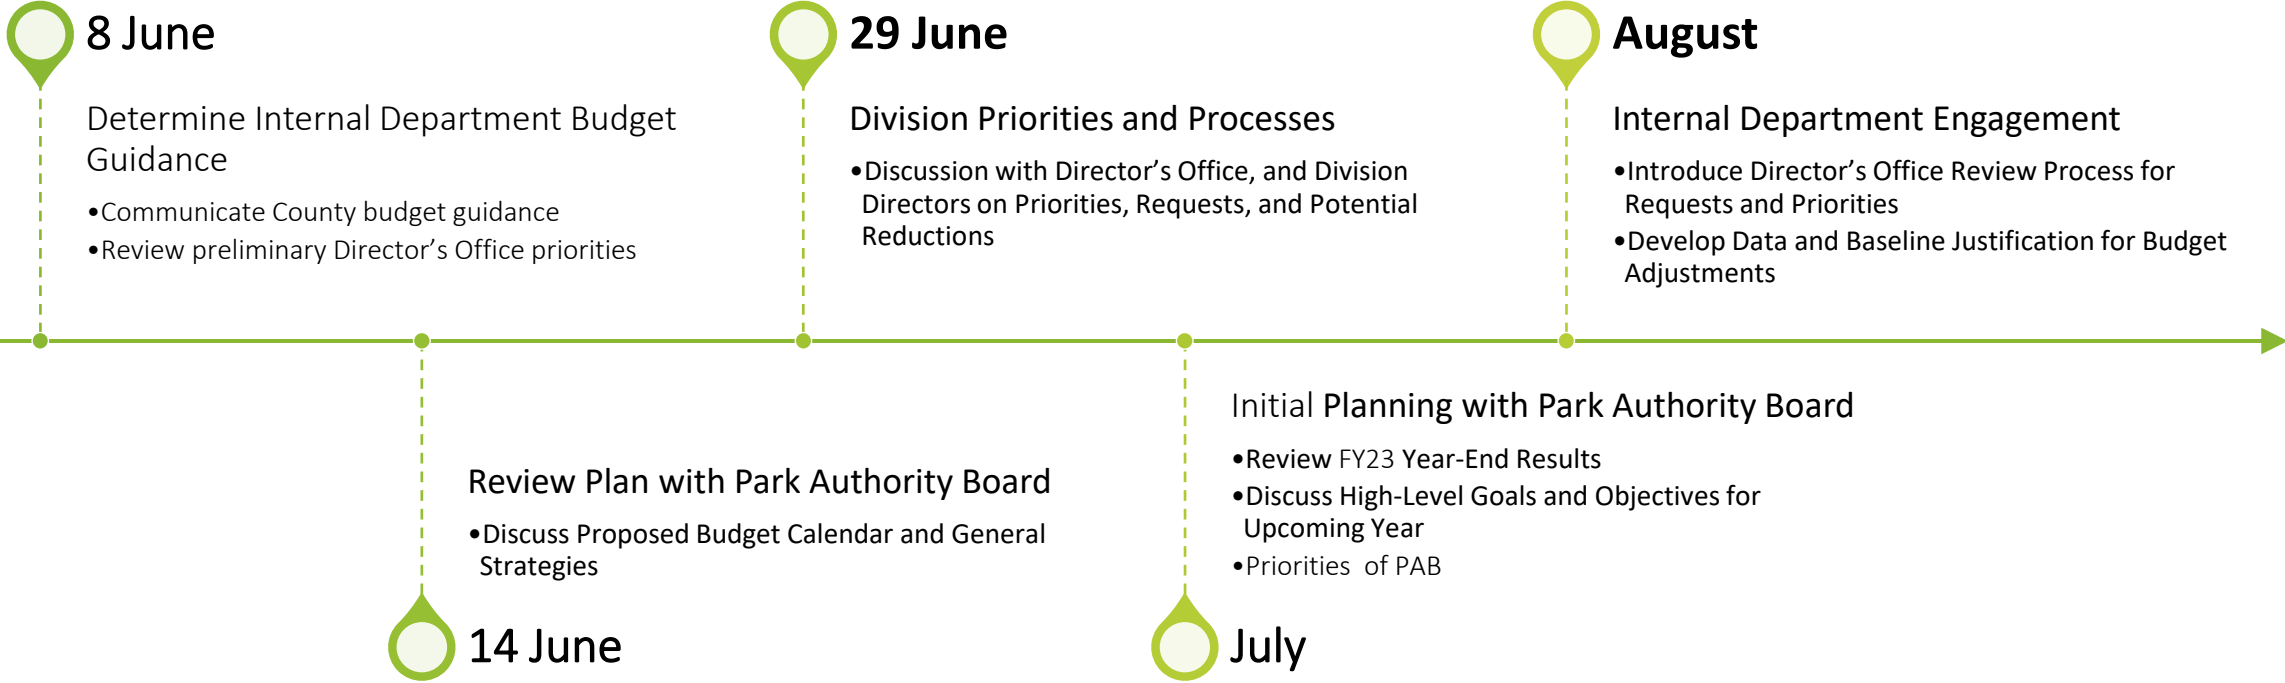 8 June
Determine Internal Department Budget
Guidance
•Communicate County budget guidance
•Review preliminary Director’s Office priorities
29 June
Division Priorities and Processes
•Discussion with Director’s Office, and Division
Directors on Priorities, Requests, and Potential
Reductions
August
Internal Department Engagement
•Introduce Director’s Office Review Process for
Requests and Priorities
•Develop Data and Baseline Justification for Budget
Adjustments
Review Plan with Park Authority Board
•Discuss Proposed Budget Calendar and General
Strategies
14 June
Initial Planning with Park Authority Board
•Review FY23 Year-End Results
•Discuss High-Level Goals and Objectives for
Upcoming Year
•Priorities  of PAB
July